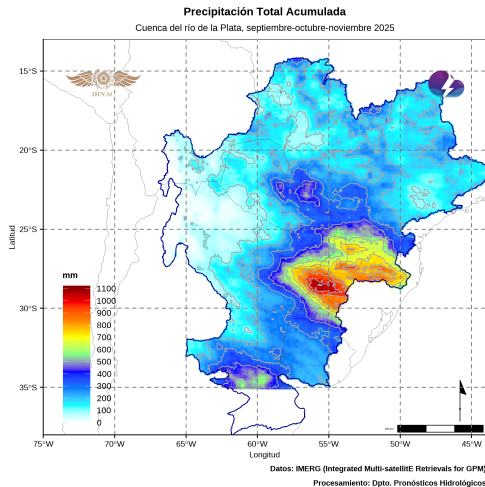 Precipitación Total Acumulada
Cuenca del río de la Plata, septiembre-octubre-noviembre 2025
15°S
20°S
25°S
30°S
35°S
Latitud
DINAC
mm
1100
1000
900
800
700
600
500
400
300
200
100
0
75°W
70°W
65°W
60°W
55°W
50°W
45°W
Longitud
Datos: IMERG (Integrated Multi-satellitE Retrievals for GPM)
Procesamiento: Dpto. Pronósticos Hidrológicos